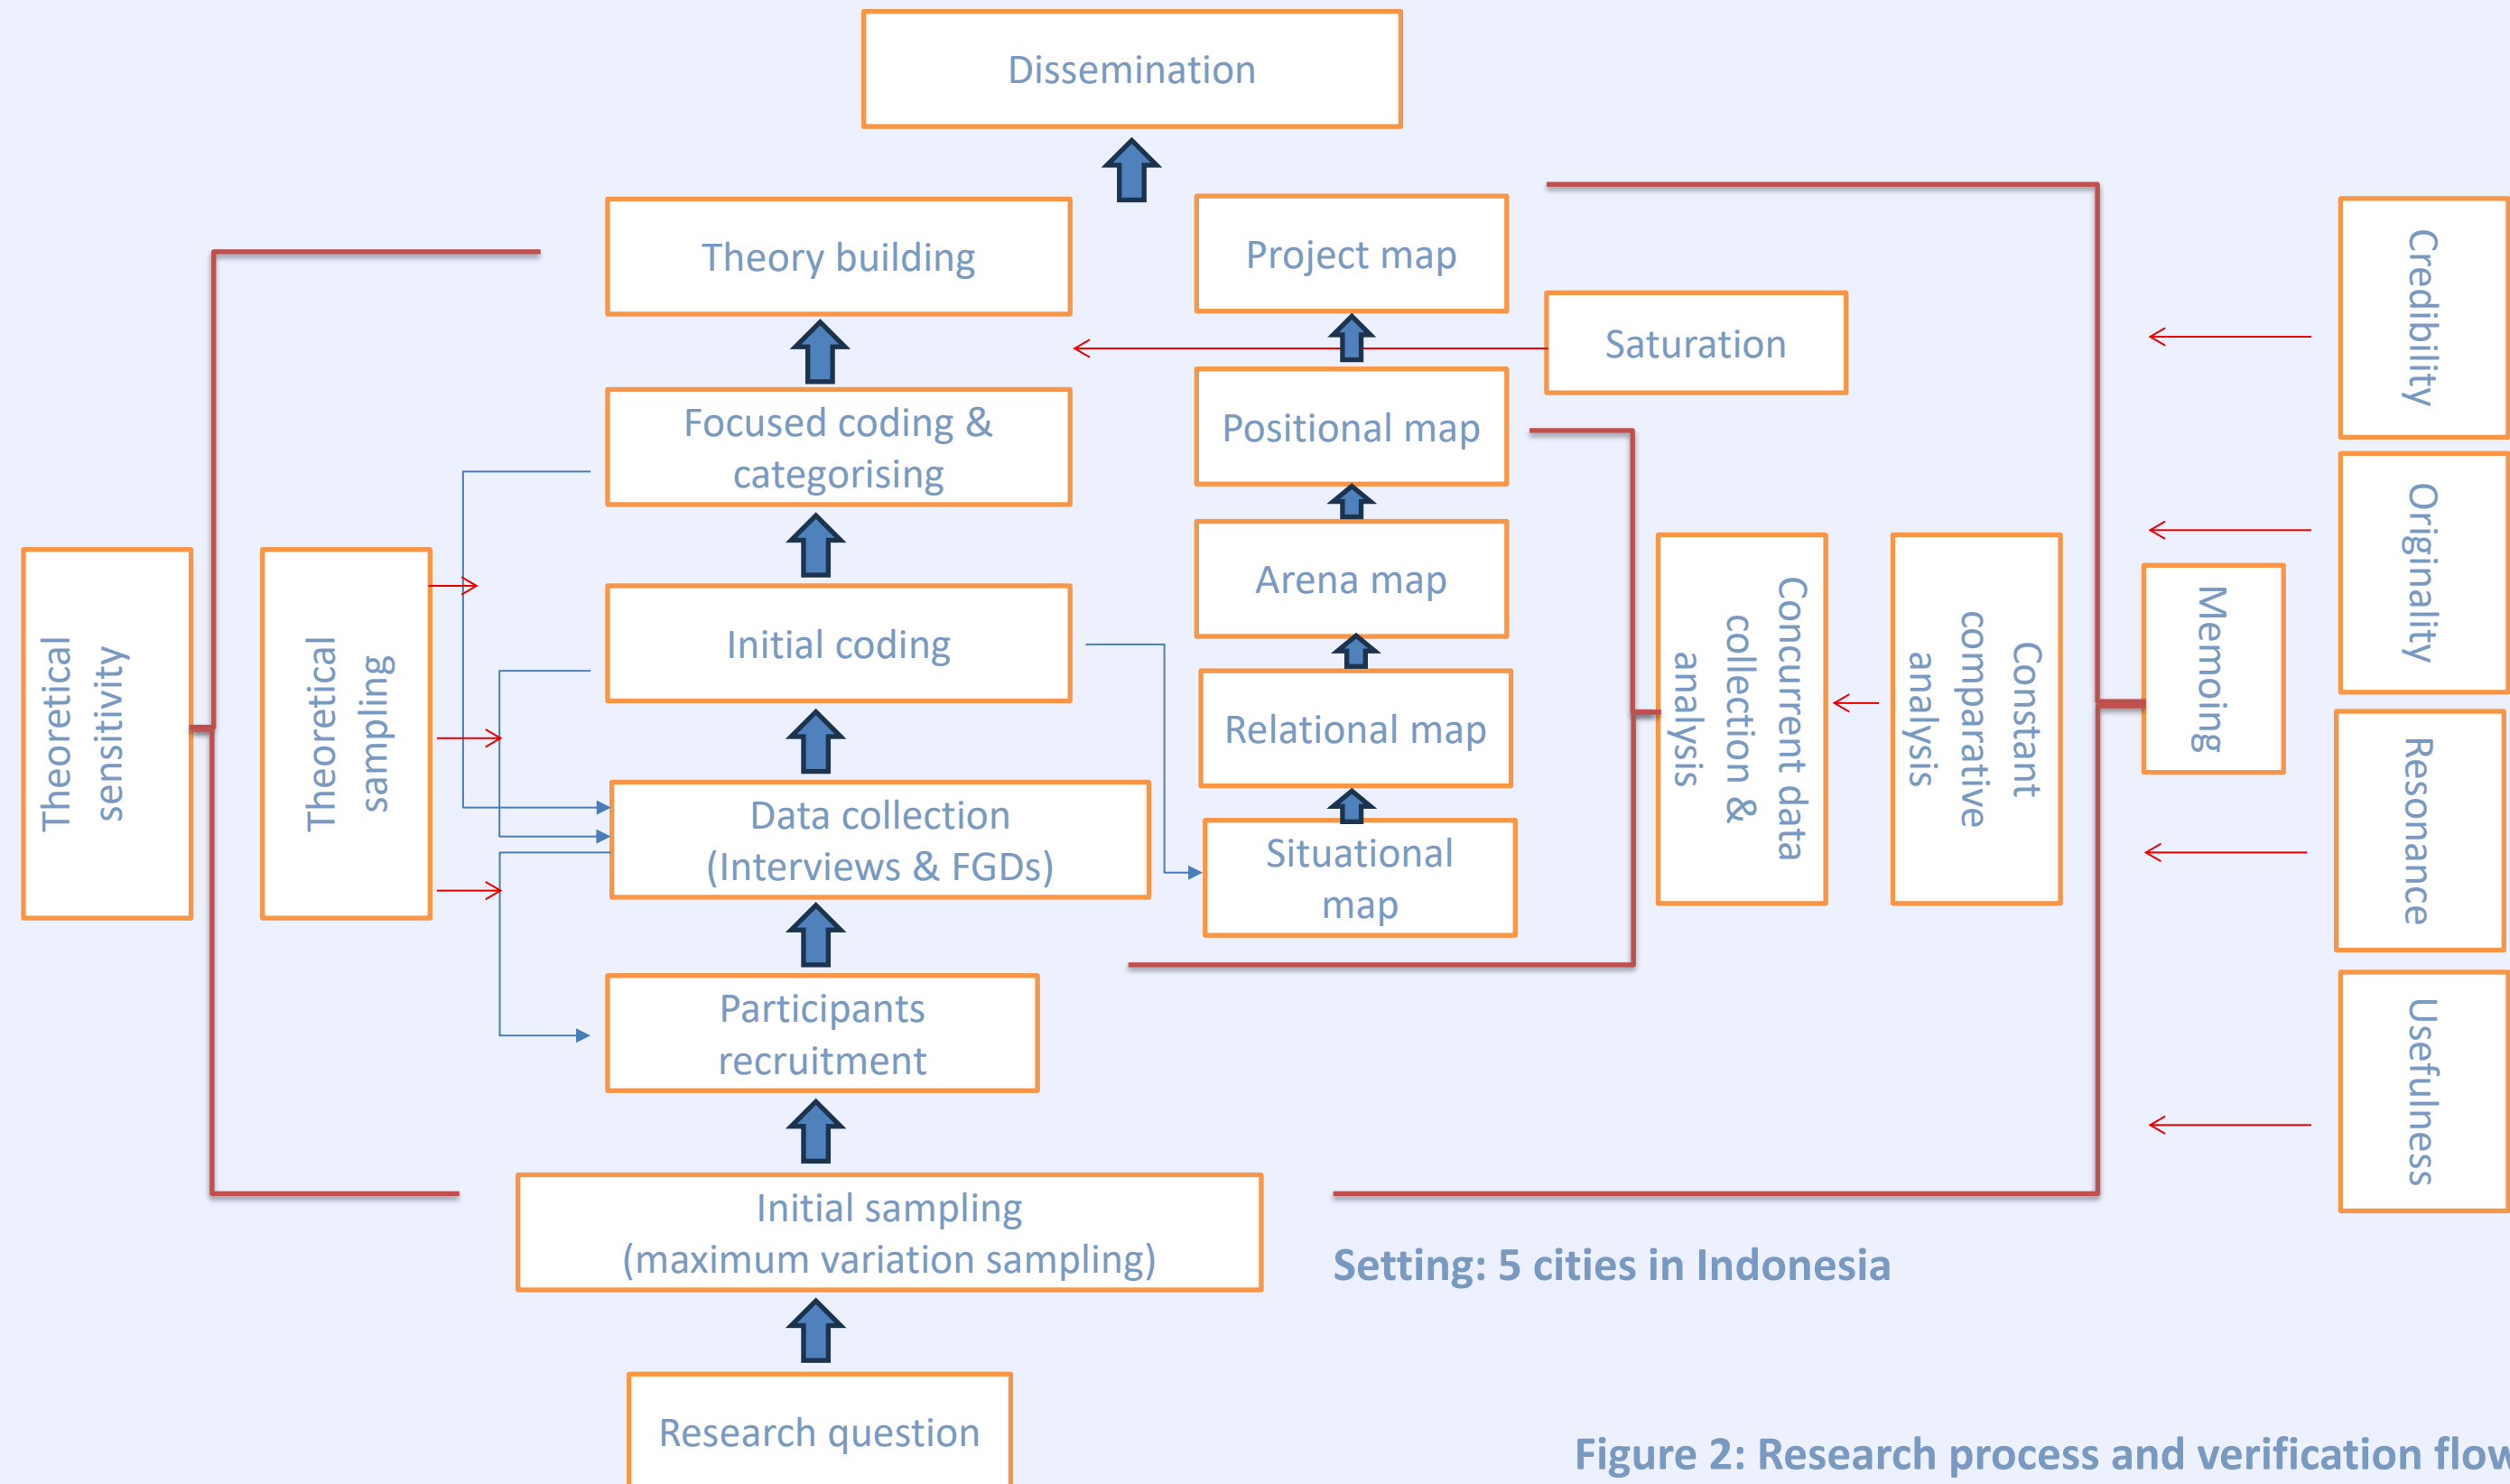 Dissemination
Theory building
Project map
Saturation
Focused coding &
categorising
Positional map
Arena map
Initial coding
Relational map
Data collection
(Interviews & FGDs)
Situational
map
Participants
recruitment
Initial sampling
(maximum variation sampling)
Research question
Theoretical
sensitivity
Theoretical
sampling
Concurrent data
collection &
analysis
Constant
comparative
analysis
Memoing
Credibility
Originality
Resonance
Usefulness
Setting: 5 cities in Indonesia
Figure 2: Research process and verification flow